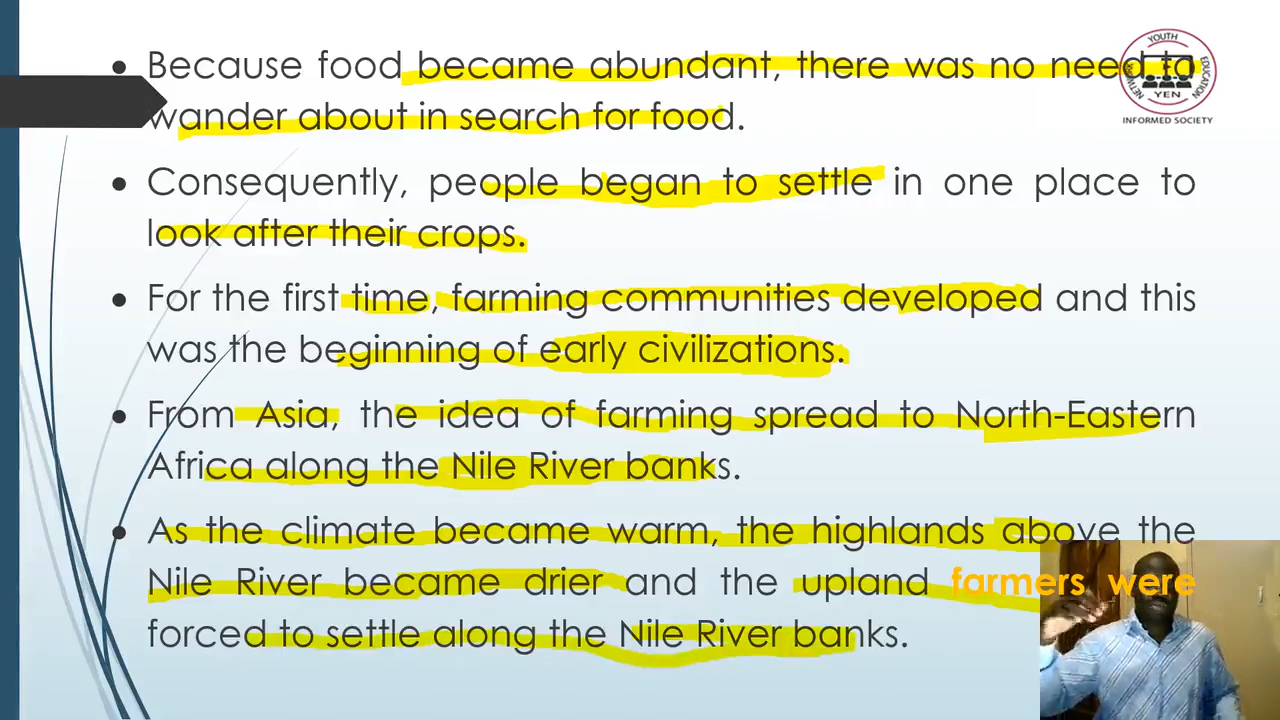 • Because food became abundant, there was no need to
wander about in search for food.
• Consequently, people began to settle in one place to
look after their crops.
• For the first time, farming communities developed and this
was the beginning of early civilizations.
• From Asia, the idea of farming spread to North-Eastern
Africa along the Nile River banks.
• As the climate became warm, the highlands above the
Nile River became drier and the upland farmers were
forced to settle along the Nile River banks.
YOUTH
EDUCATION
NETWORK
YEN
INFORMED SOCIETY